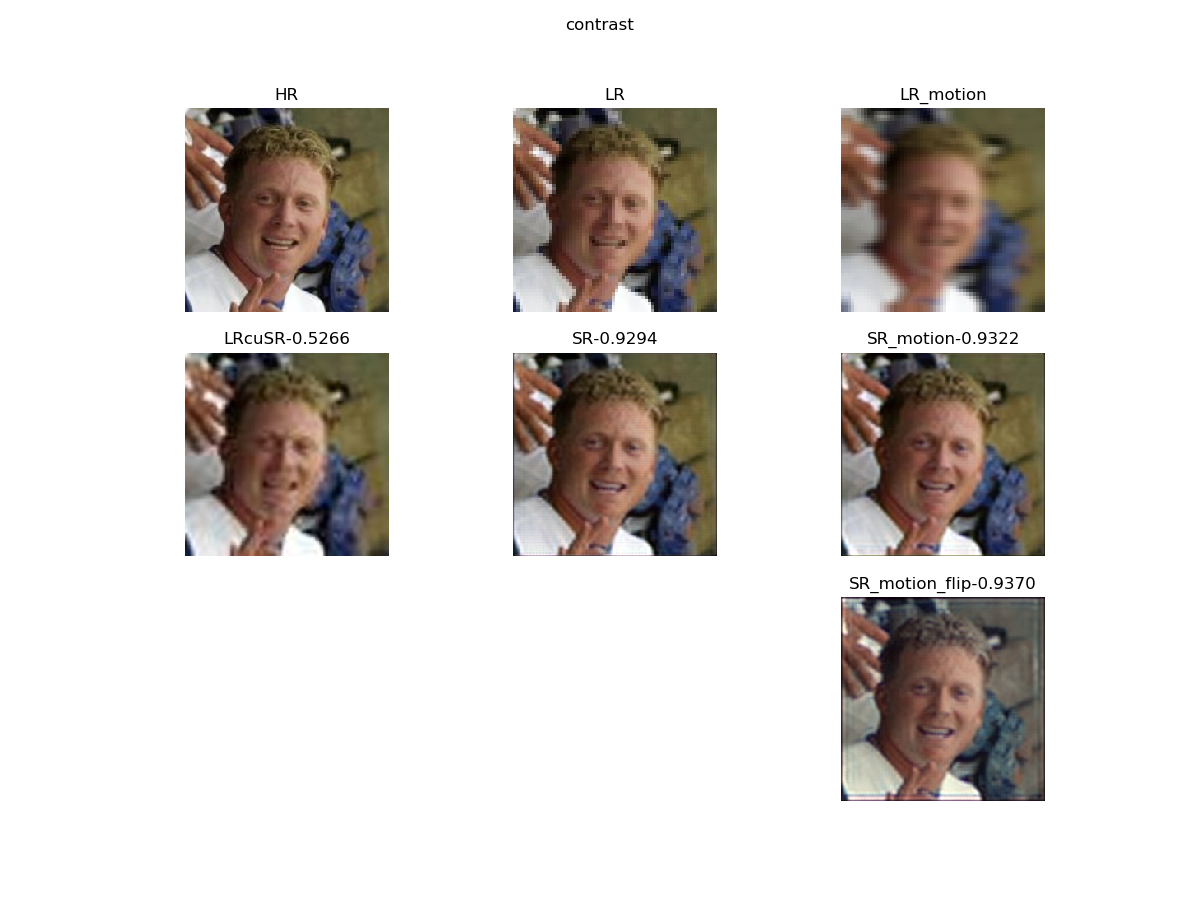 contrast
HR
LR
LR_motion
LRcuSR-0.5266
SR-0.9294
SR_motion-0.9322
SR_motion_flip-0.9370